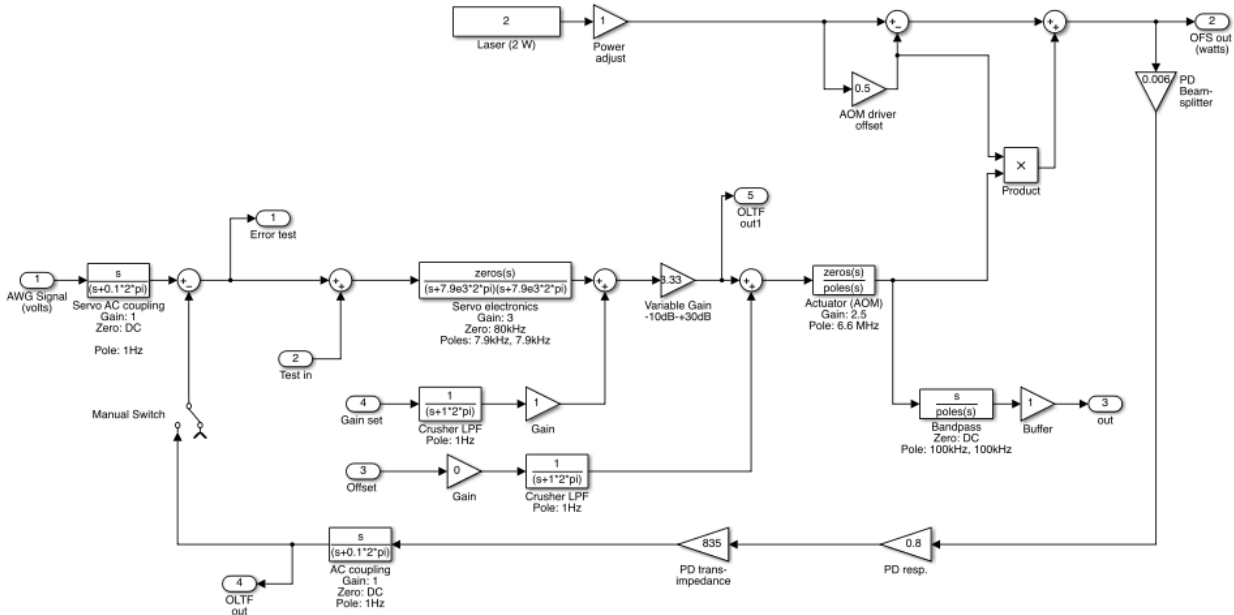 2
Laser (2 W)
1
Power
adjust
+
−
+
+
2
OFS out
(watts)
0.006
PD
Beam-
splitter
0.5
AOM driver
offset
×
Product
5
OLTF
out1
1
Error test
1
AWG Signal
(volts)
s
(s+0.1*2*pi)
Servo AC coupling
Gain: 1
Zero: DC
Pole: 1Hz
+
−
+
+
zeros(s)
(s+7.9e3*2*pi)(s+7.9e3*2*pi)
Servo electronics
Gain: 3
Zero: 80kHz
Poles: 7.9kHz, 7.9kHz
+
+
3.33
Variable Gain
-10dB-+30dB
+
+
zeros(s)
poles(s)
Actuator (AOM)
Gain: 2.5
Pole: 6.6 MHz
2
Test in
Manual Switch
4
Gain set
1
(s+1*2*pi)
Crusher LPF
Pole: 1Hz
1
Gain
s
poles(s)
Bandpass
Zero: DC
Pole: 100kHz, 100kHz
1
Buffer
3
out
3
Offset
0
Gain
1
(s+1*2*pi)
Crusher LPF
Pole: 1Hz
s
(s+0.1*2*pi)
AC coupling
Gain: 1
Zero: DC
Pole: 1Hz
835
PD trans-
impedance
0.8
PD resp.
4
OLTF
out